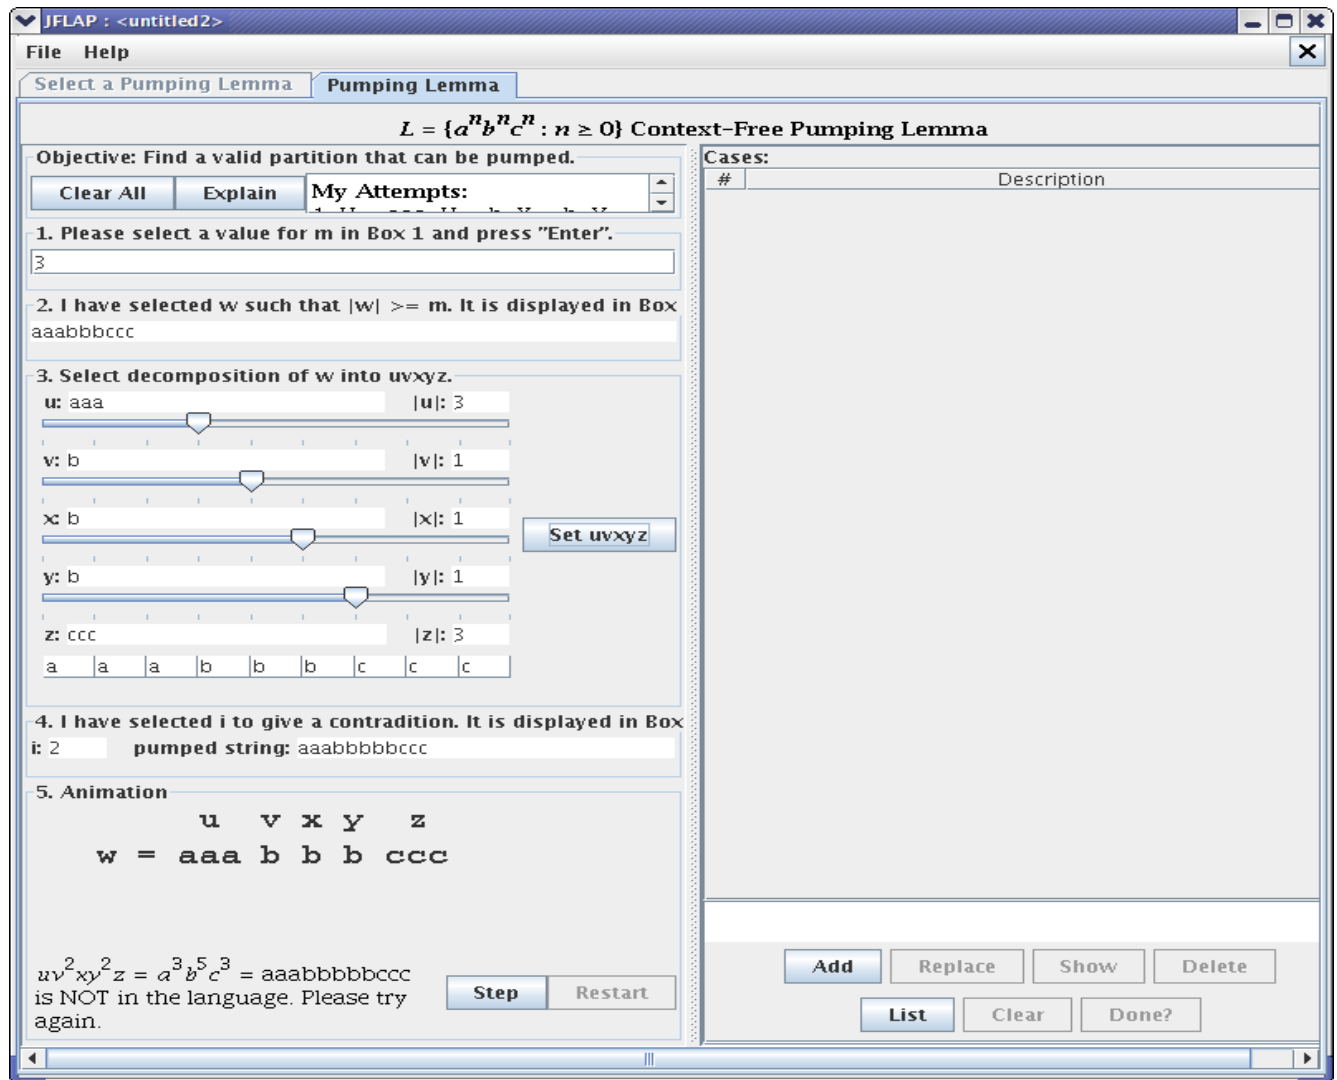 JFLAP : <untitled2>
File Help
Select a Pumping Lemma Pumping Lemma
L = {aⁿbⁿcⁿ : n ≥ 0} Context-Free Pumping Lemma
Objective: Find a valid partition that can be pumped.
Clear All Explain My Attempts:
1. Please select a value for m in Box 1 and press "Enter".
3
2. I have selected w such that |w| >= m. It is displayed in Box
aaabbbccc
3. Select decomposition of w into uvxyz.
u: aaa |u|: 3
v: b |v|: 1
x: b |x|: 1
Set uvxyz
y: b |y|: 1
z: ccc |z|: 3
a a a b b b c c c
4. I have selected i to give a contradition. It is displayed in Box
i: 2 pumped string: aaabbbbbccc
5. Animation
u v x y z
w = aaa b b b ccc
uv²xy²z = a³b⁵c³ = aaabbbbbccc
is NOT in the language. Please try
again.
Step Restart
Cases:
# Description
Add Replace Show Delete
List Clear Done?